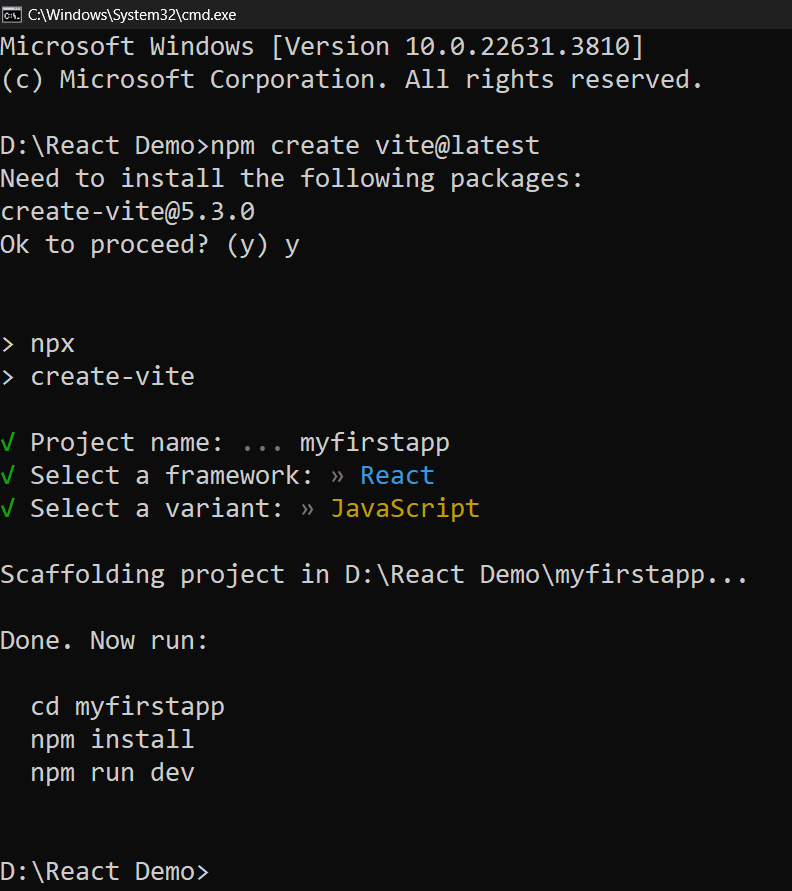 C:\Windows\System32\cmd.exe
Microsoft Windows [Version 10.0.22631.3810]
(c) Microsoft Corporation. All rights reserved.
D:\React Demo>npm create vite@latest
Need to install the following packages:
create-vite@5.3.0
Ok to proceed? (y) y
> npx
> create-vite
√ Project name: ... myfirstapp
√ Select a framework: » React
√ Select a variant: » JavaScript
Scaffolding project in D:\React Demo\myfirstapp...
Done. Now run:
cd myfirstapp
npm install
npm run dev
D:\React Demo>